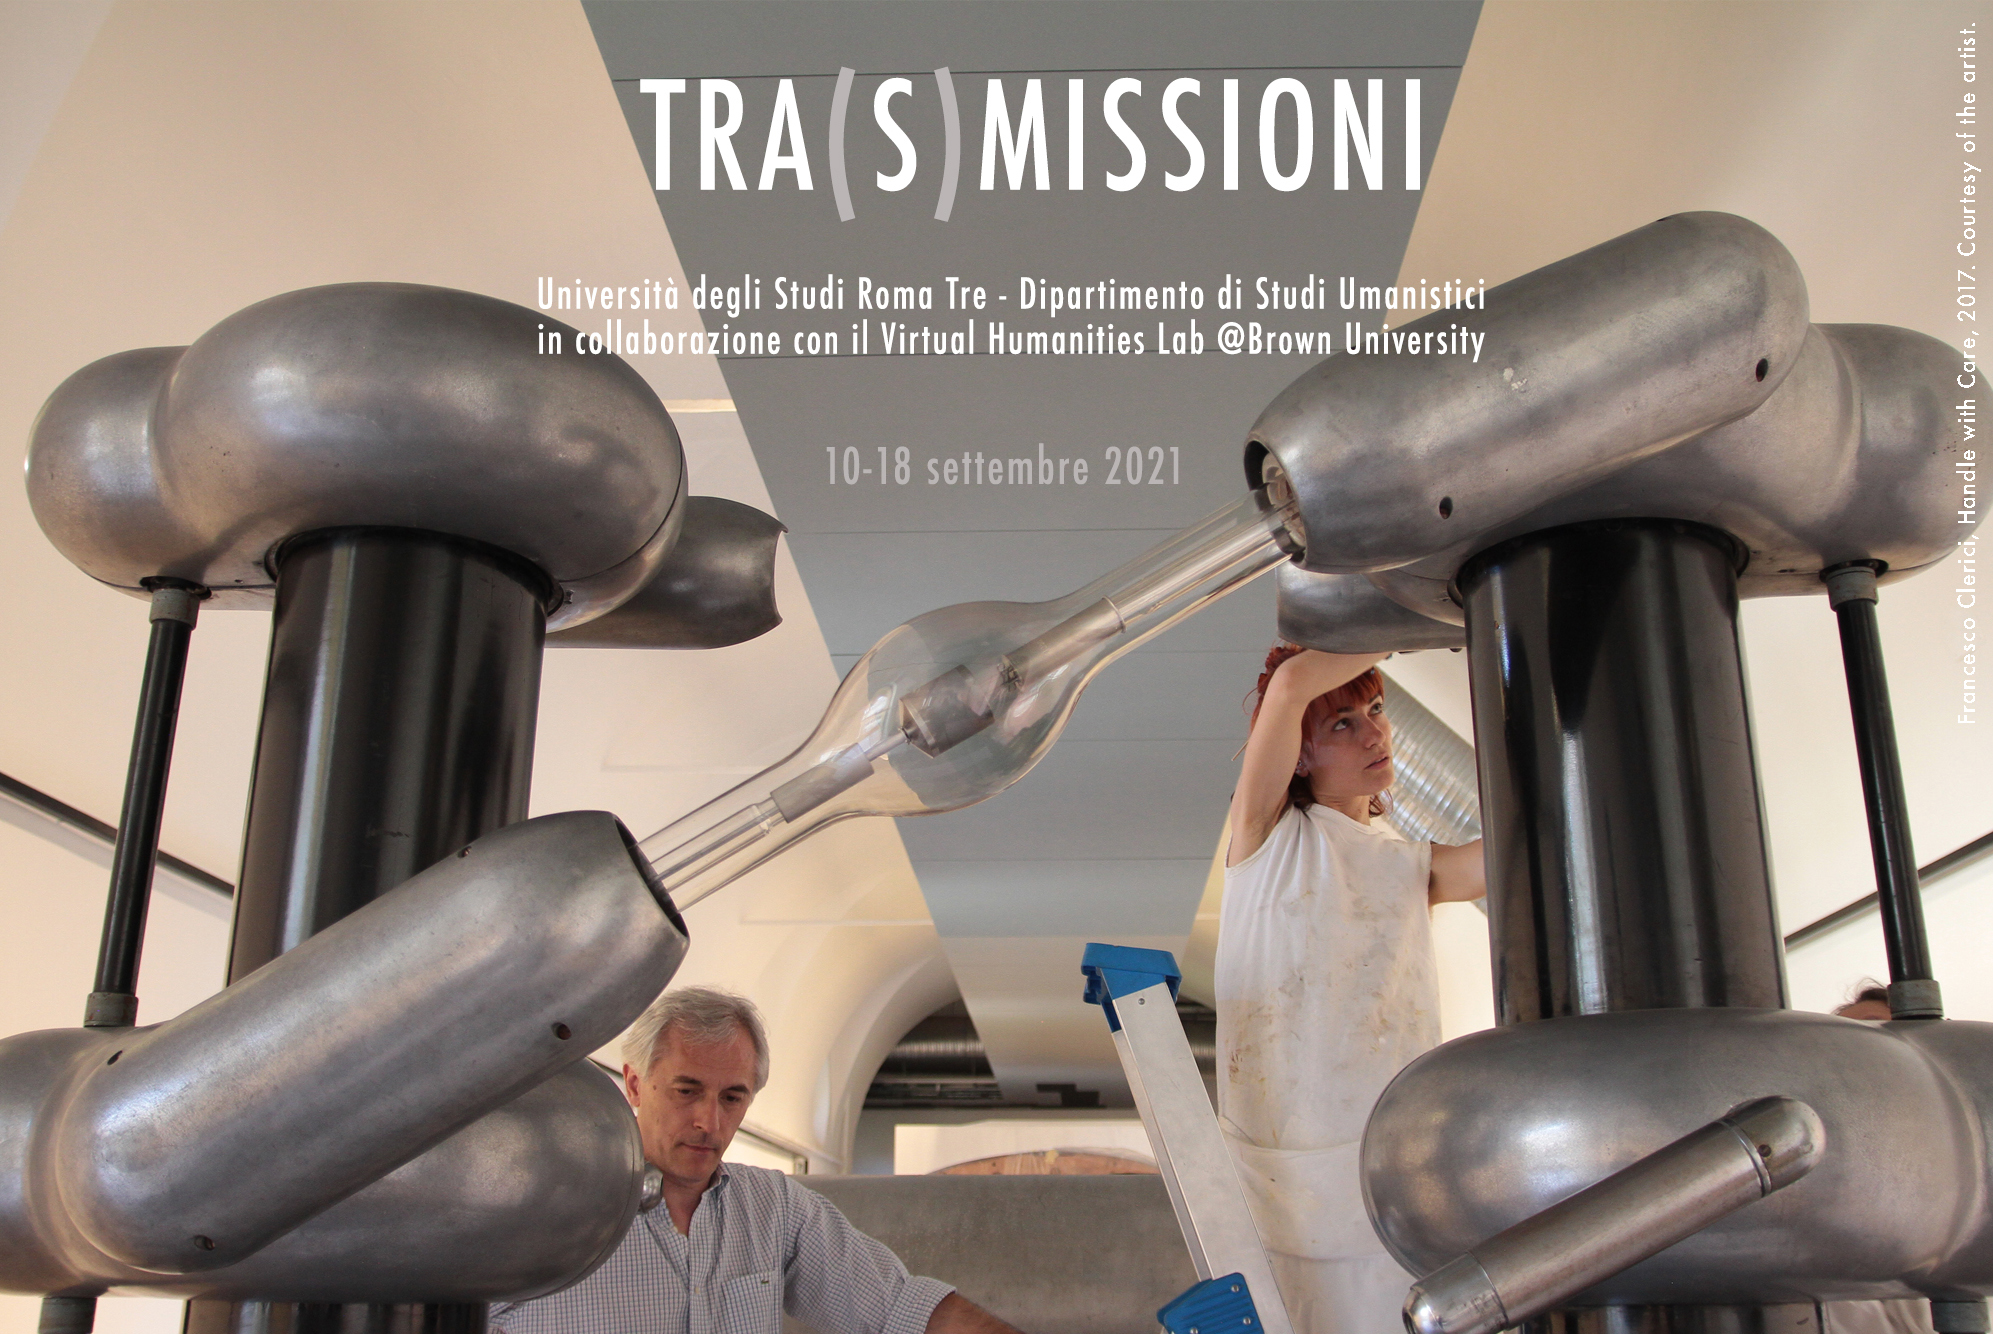 TRA(S)MISSIONI
Università degli Studi Roma Tre - Dipartimento di Studi Umanistici
in collaborazione con il Virtual Humanities Lab @Brown University
10-18 settembre 2021
Francesco Clerici, Handle with Care, 2017. Courtesy of the artist.